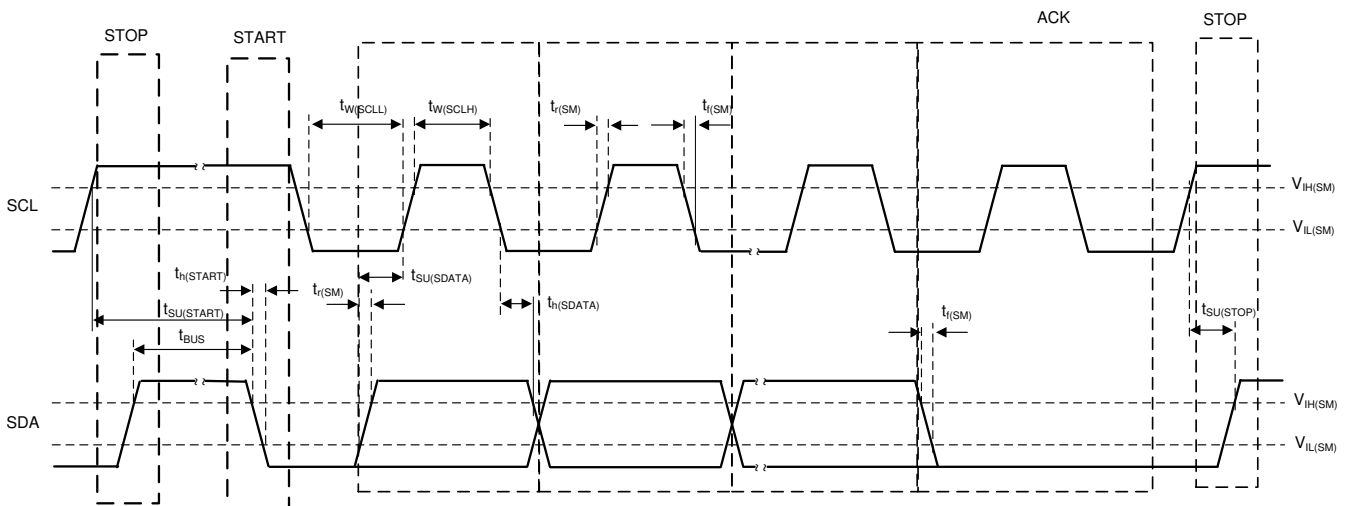 STOP
START
ACK
STOP
tW(SCLL)
tW(SCLH)
tr(SM)
tf(SM)
SCL
VIH(SM)
VIL(SM)
th(START)
tSU(START)
tBUS
tr(SM)
tSU(SDATA)
th(SDATA)
tf(SM)
tSU(STOP)
SDA
VIH(SM)
VIL(SM)